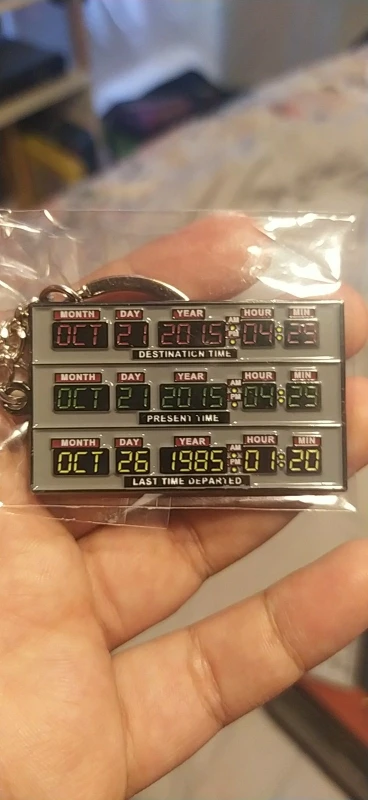 MONTH DAY YEAR AM PM HOUR MIN
OCT 21 2015 04 29
DESTINATION TIME
MONTH DAY YEAR AM PM HOUR MIN
OCT 21 2015 04 29
PRESENT TIME
MONTH DAY YEAR AM PM HOUR MIN
OCT 26 1985 01 20
LAST TIME DEPARTED